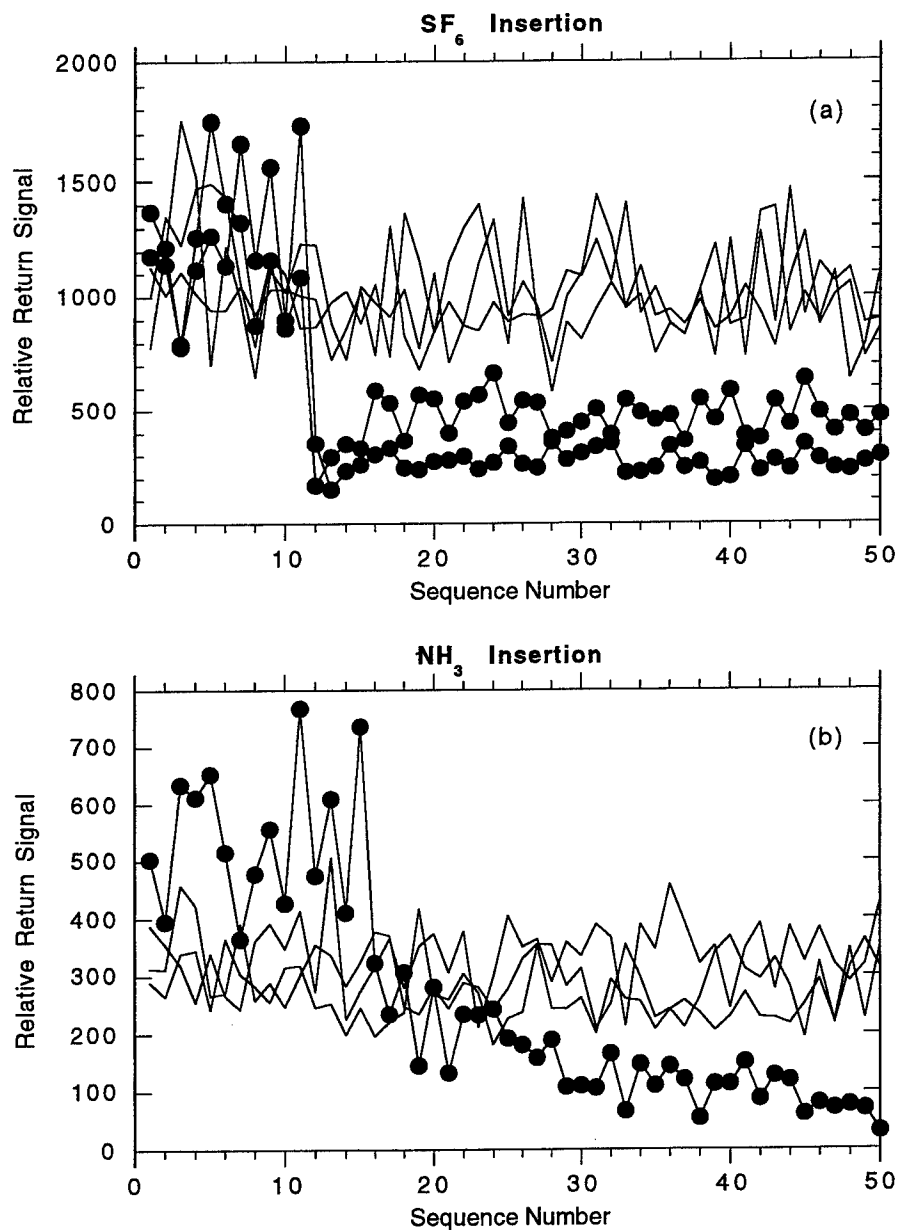 SF6 Insertion
2000
1500
1000
500
0
Relative Return Signal
(a)
0 10 20 30 40 50
Sequence Number
NH3 Insertion
800
700
600
500
400
300
200
100
0
Relative Return Signal
(b)
0 10 20 30 40 50
Sequence Number